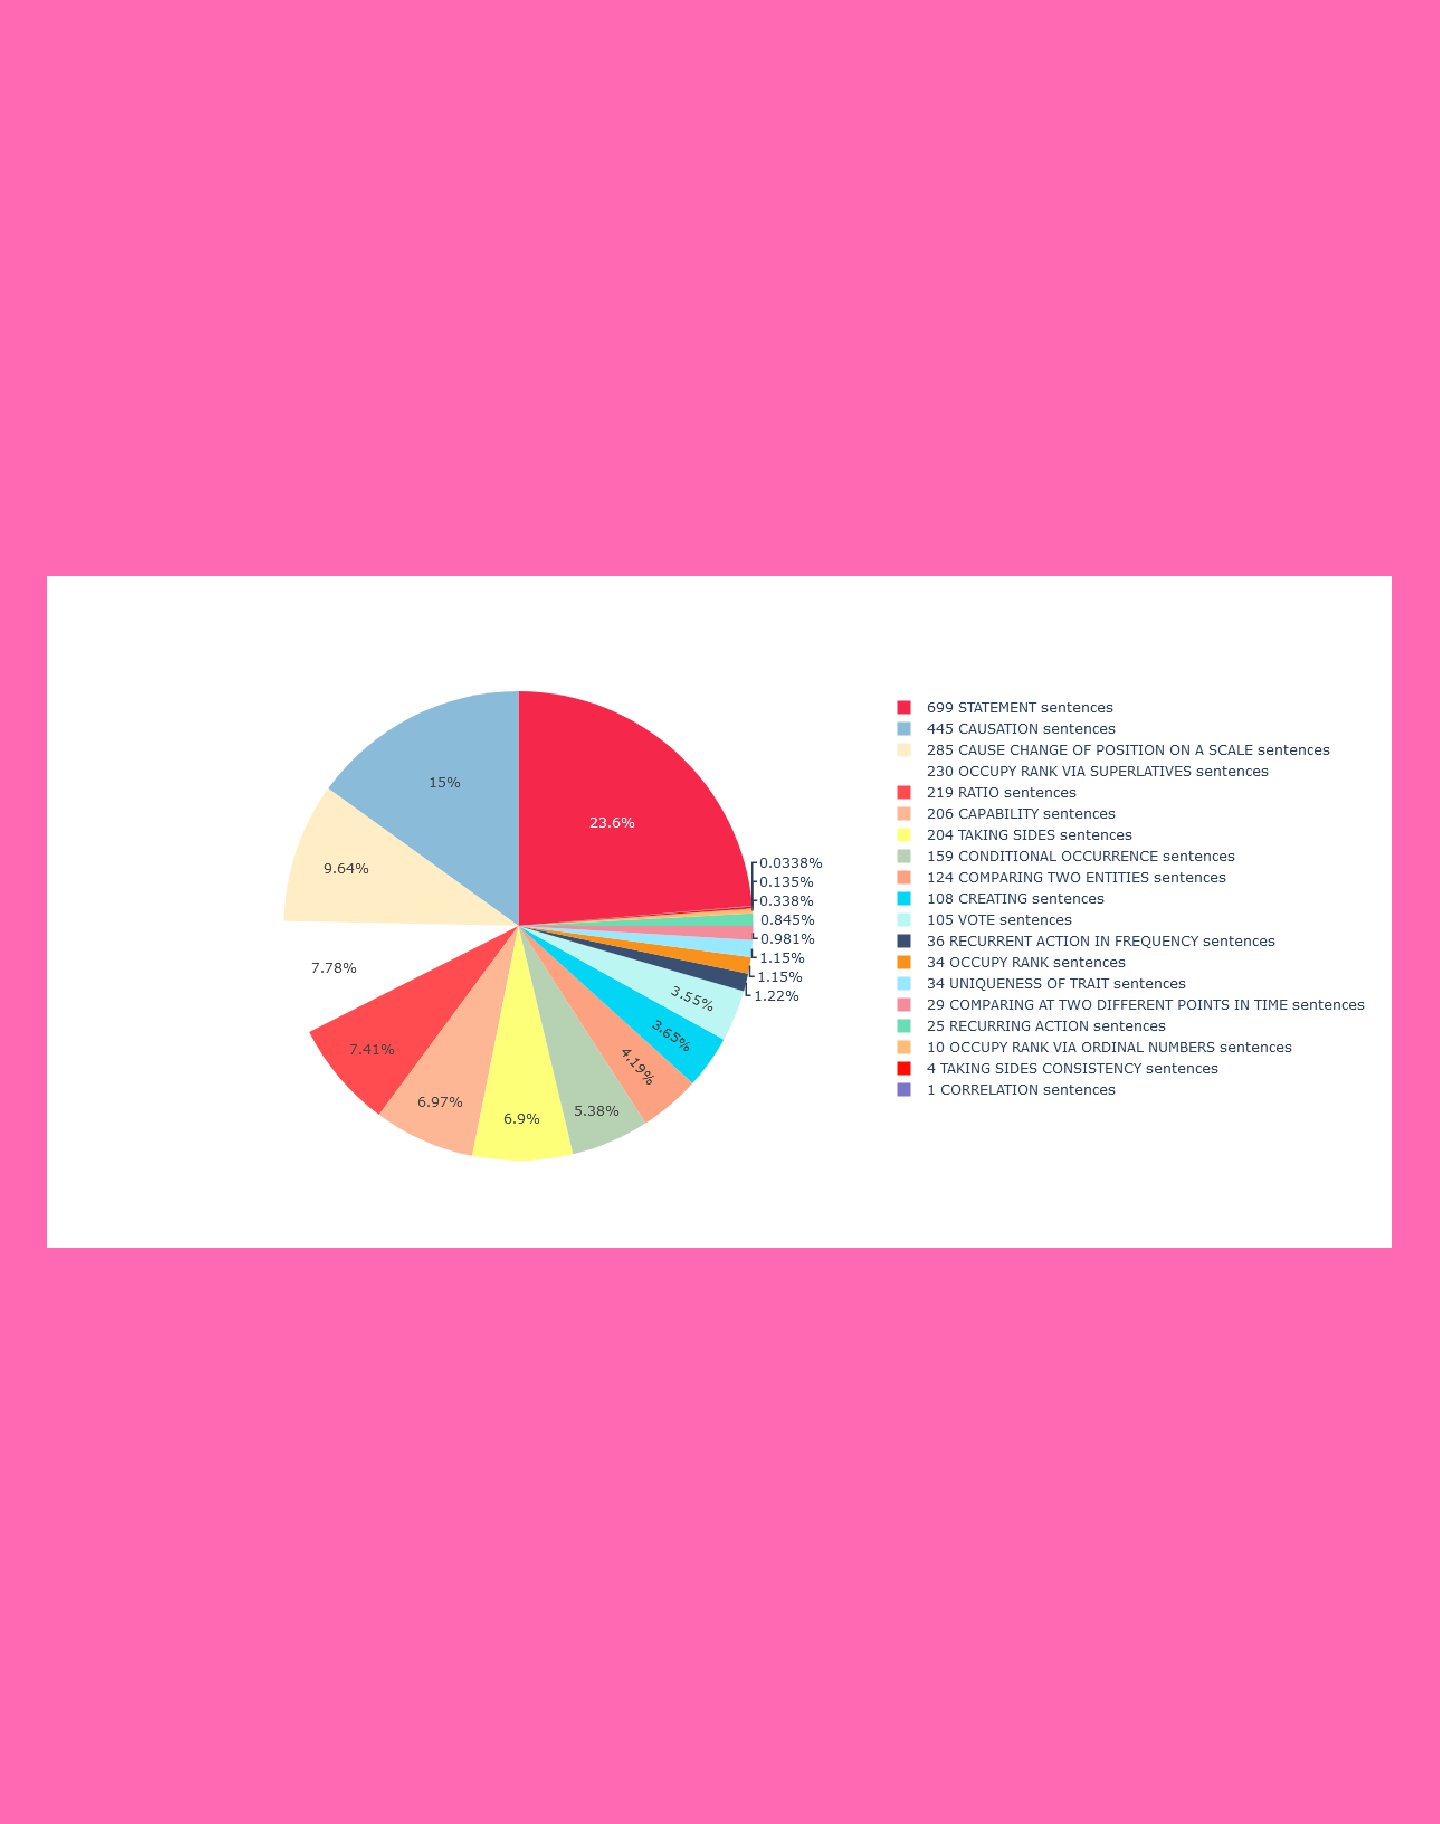 15%
23.6%
9.64%
7.78%
7.41%
6.97%
6.9%
5.38%
4.19%
3.65%
3.55%
0.0338%
0.135%
0.338%
0.845%
0.981%
1.15%
1.15%
1.22%
699 STATEMENT sentences
445 CAUSATION sentences
285 CAUSE CHANGE OF POSITION ON A SCALE sentences
230 OCCUPY RANK VIA SUPERLATIVES sentences
219 RATIO sentences
206 CAPABILITY sentences
204 TAKING SIDES sentences
159 CONDITIONAL OCCURRENCE sentences
124 COMPARING TWO ENTITIES sentences
108 CREATING sentences
105 VOTE sentences
36 RECURRENT ACTION IN FREQUENCY sentences
34 OCCUPY RANK sentences
34 UNIQUENESS OF TRAIT sentences
29 COMPARING AT TWO DIFFERENT POINTS IN TIME sentences
25 RECURRING ACTION sentences
10 OCCUPY RANK VIA ORDINAL NUMBERS sentences
4 TAKING SIDES CONSISTENCY sentences
1 CORRELATION sentences